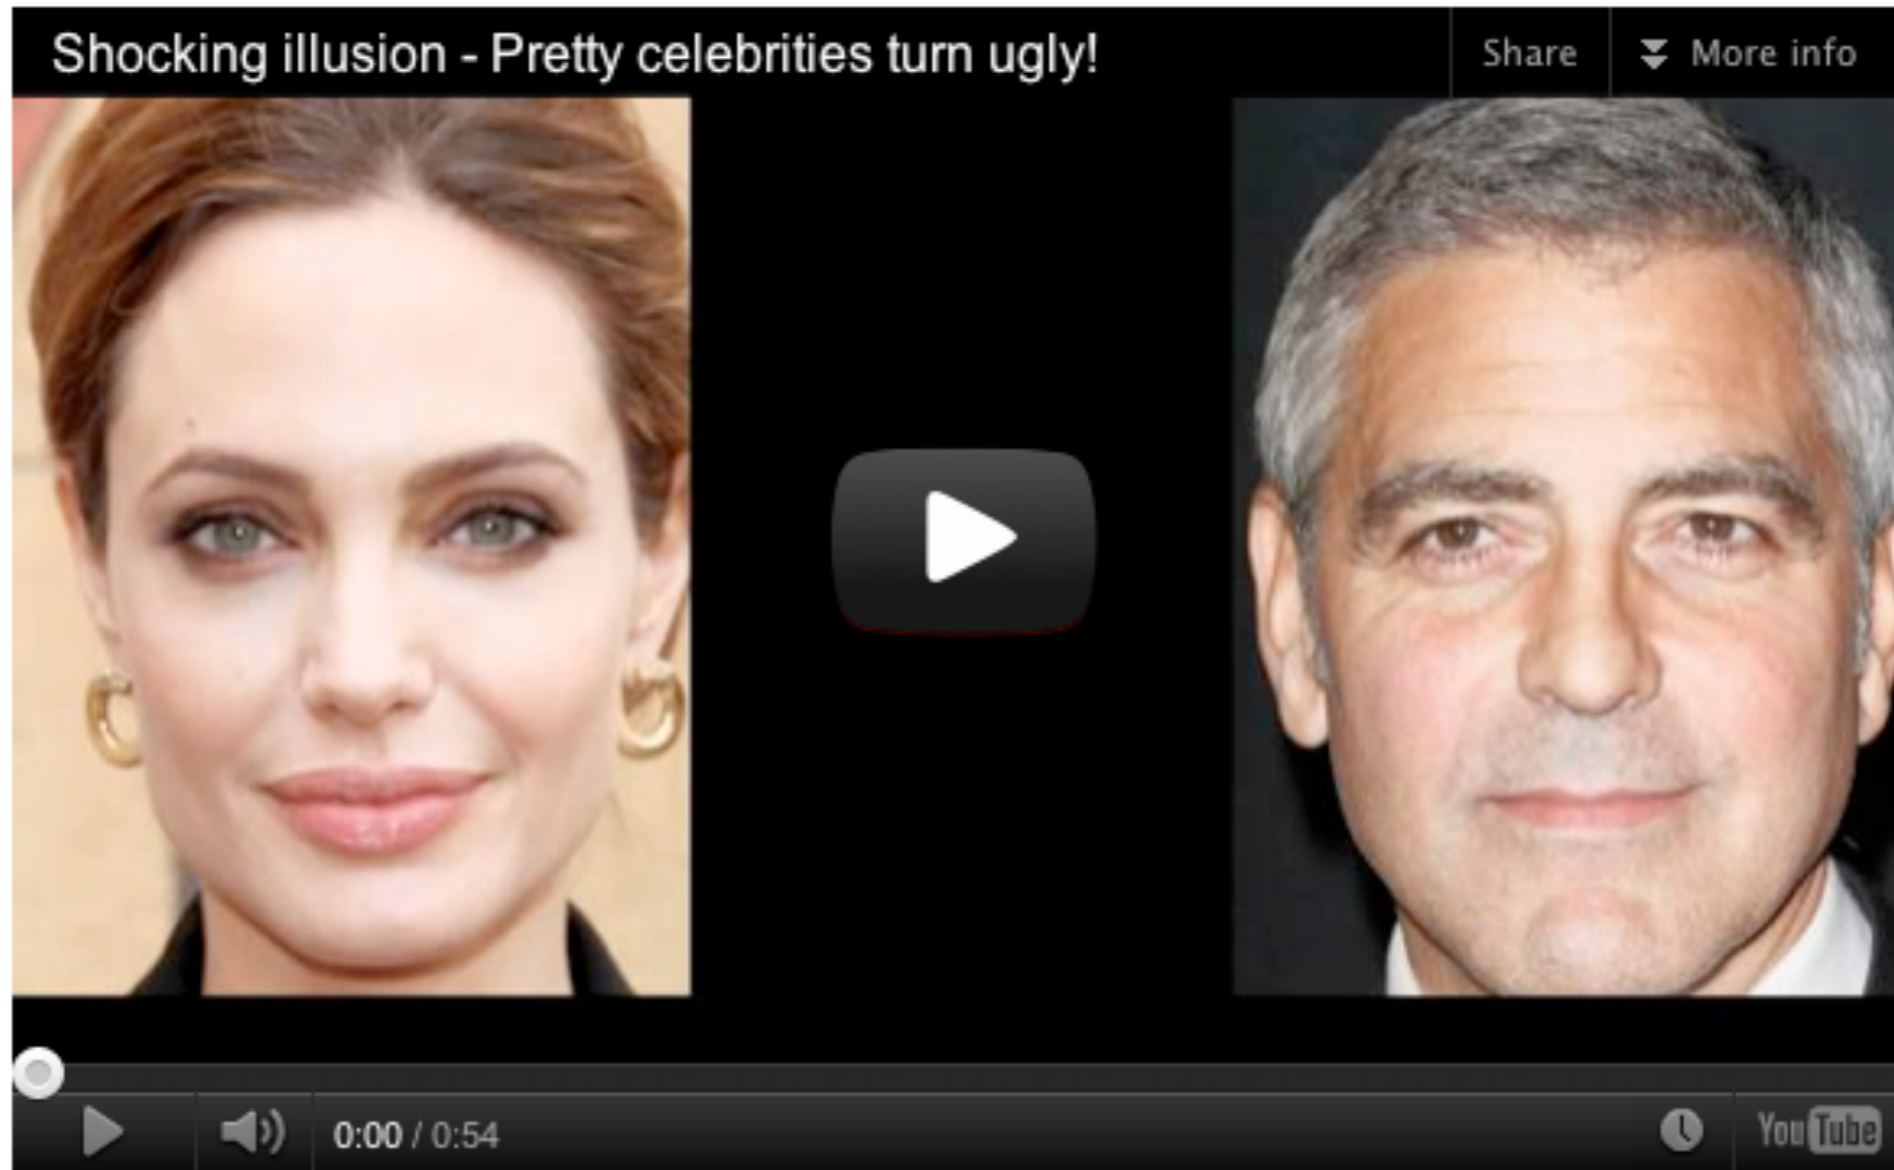 Shocking illusion - Pretty celebrities turn ugly!
Share
More info
0:00 / 0:54
YouTube